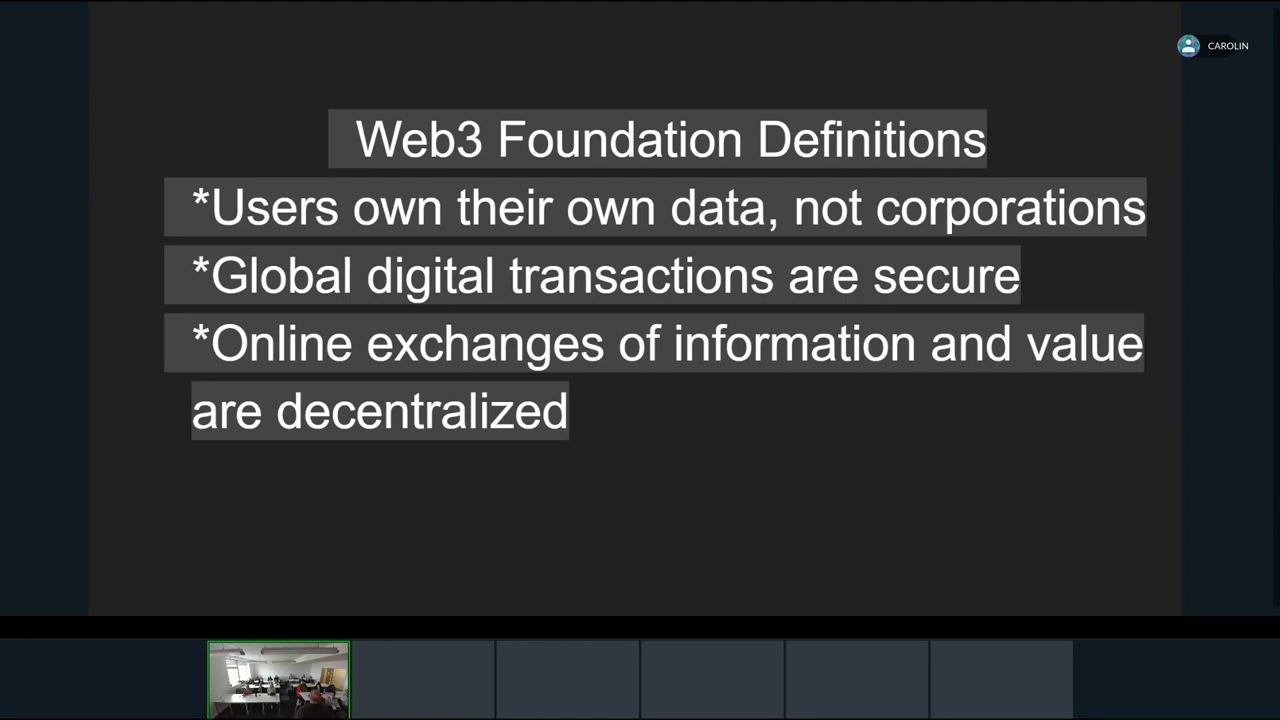 CAROLIN
Web3 Foundation Definitions
*Users own their own data, not corporations
*Global digital transactions are secure
*Online exchanges of information and value
are decentralized